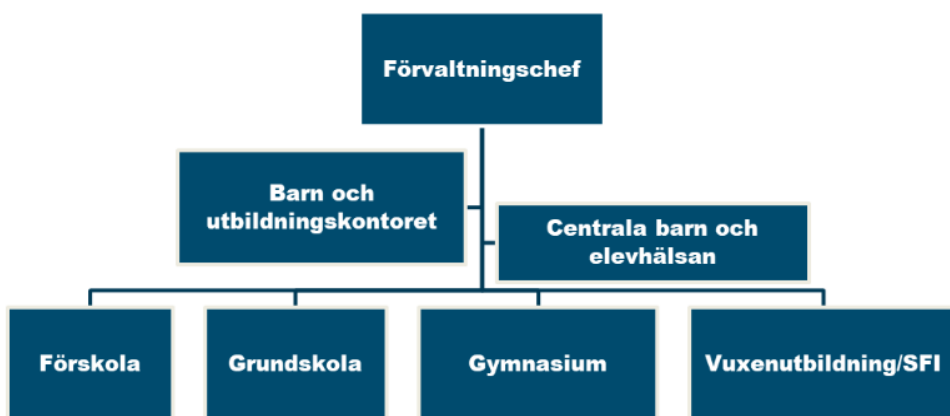 Förvaltningschef
Barn och
utbildningskontoret
Centrala barn och
elevhälsan
Förskola
Grundskola
Gymnasium
Vuxenutbildning/SFI